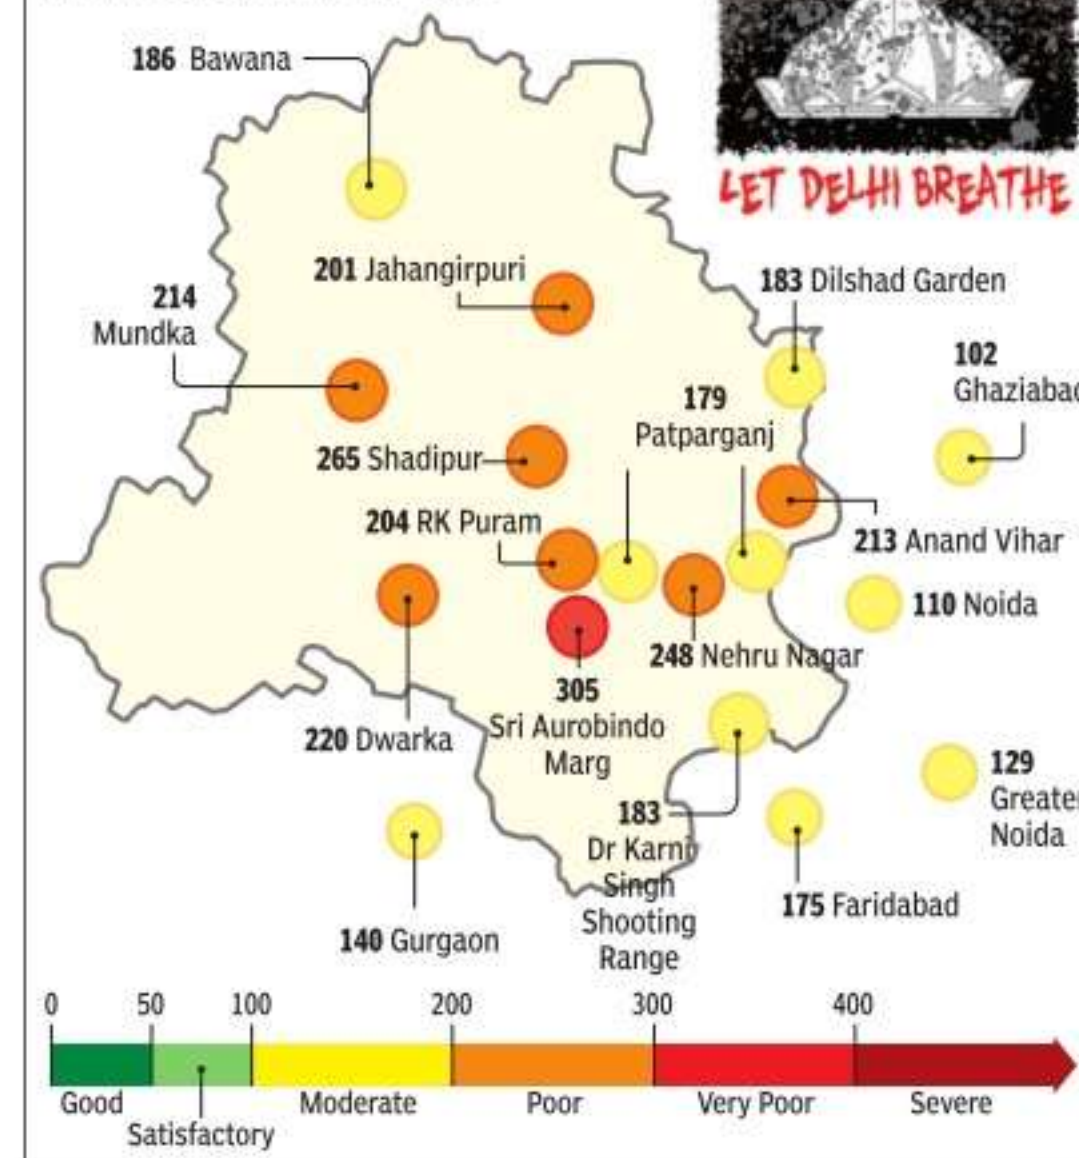 LET DELHI BREATHE
186 Bawana
201 Jahangirpuri
183 Dilshad Garden
214
Mundka
102
179
Patparganj
265 Shadipur
204 RK Puram
213 Anand Vihar
110 Noida
248 Nehru Nagar
305
Sri Aurobindo
Marg
220 Dwarka
129
Noida
183
Dr Karni
Singh
Shooting
Range
175 Faridabad
140 Gurgaon
0 50 100 200 300 400
Good Moderate Poor Very Poor Severe
Satisfactory